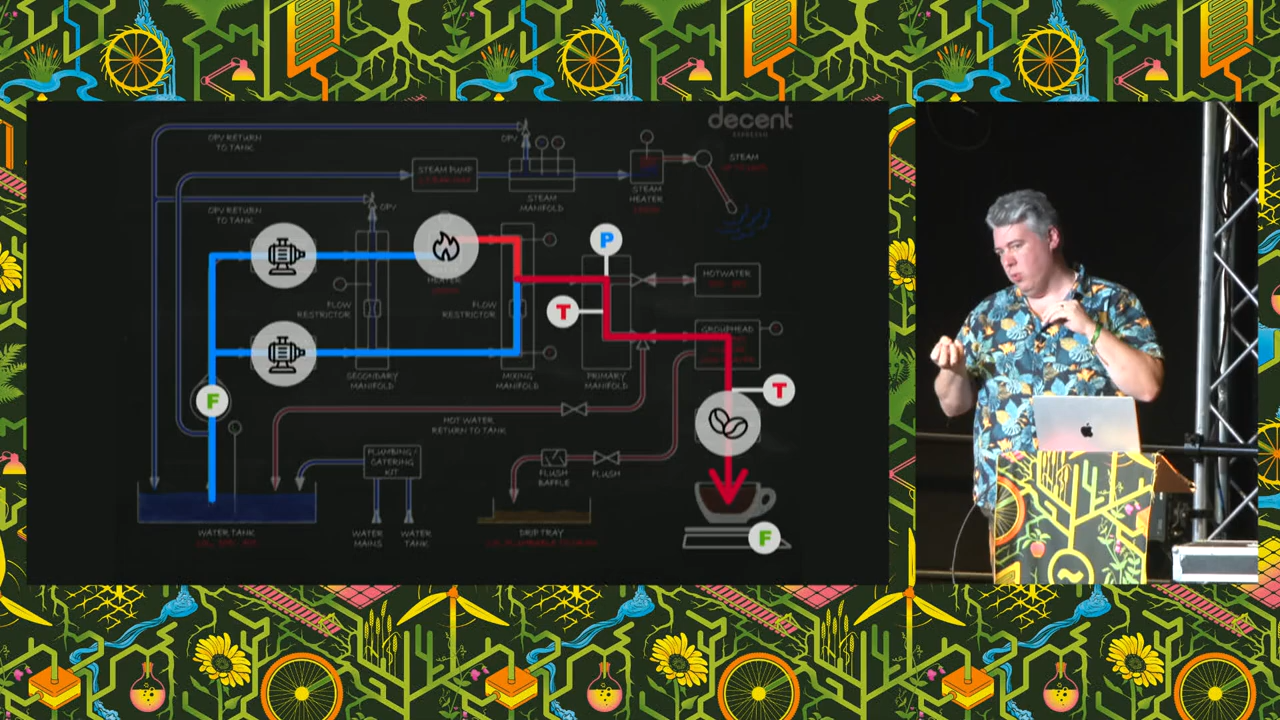 decent
ESPRESSO
OPV RETURN
TO TANK
OPV
STEAM PUMP
STEAM
STEAM
MANIFOLD
STEAM
HEATER
OPV RETURN
TO TANK
OPV
P
HOTWATER
FLOW
RESTRICTOR
FLOW
RESTRICTOR
T
GROUPHEAD
SECONDARY
MANIFOLD
MIXING
MANIFOLD
PRIMARY
MANIFOLD
T
F
HOT WATER
RETURN TO TANK
PLUMBING /
CATERING
KIT
FLUSH
BAFFLE
FLUSH
WATER TANK
WATER
MAINS
WATER
TANK
DRIP TRAY
F